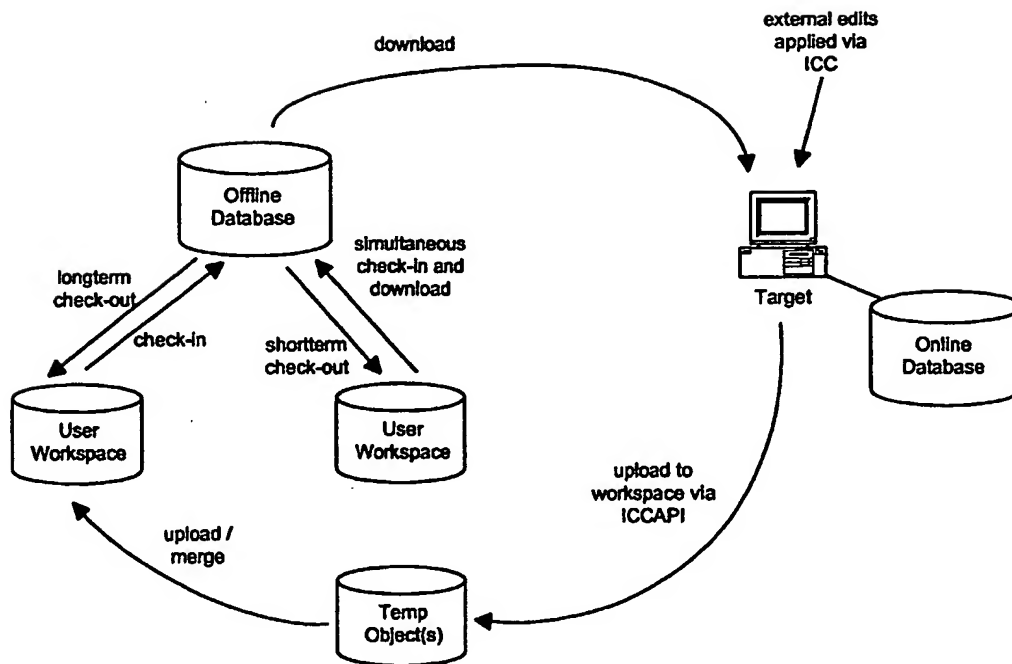 download
external edits
applied via
ICC
Offline
Database
longterm
check-out
check-in
simultaneous
check-in and
download
shortterm
check-out
Target
Online
Database
User
Workspace
User
Workspace
upload to
workspace via
ICCAPI
upload /
merge
Temp
Object(s)